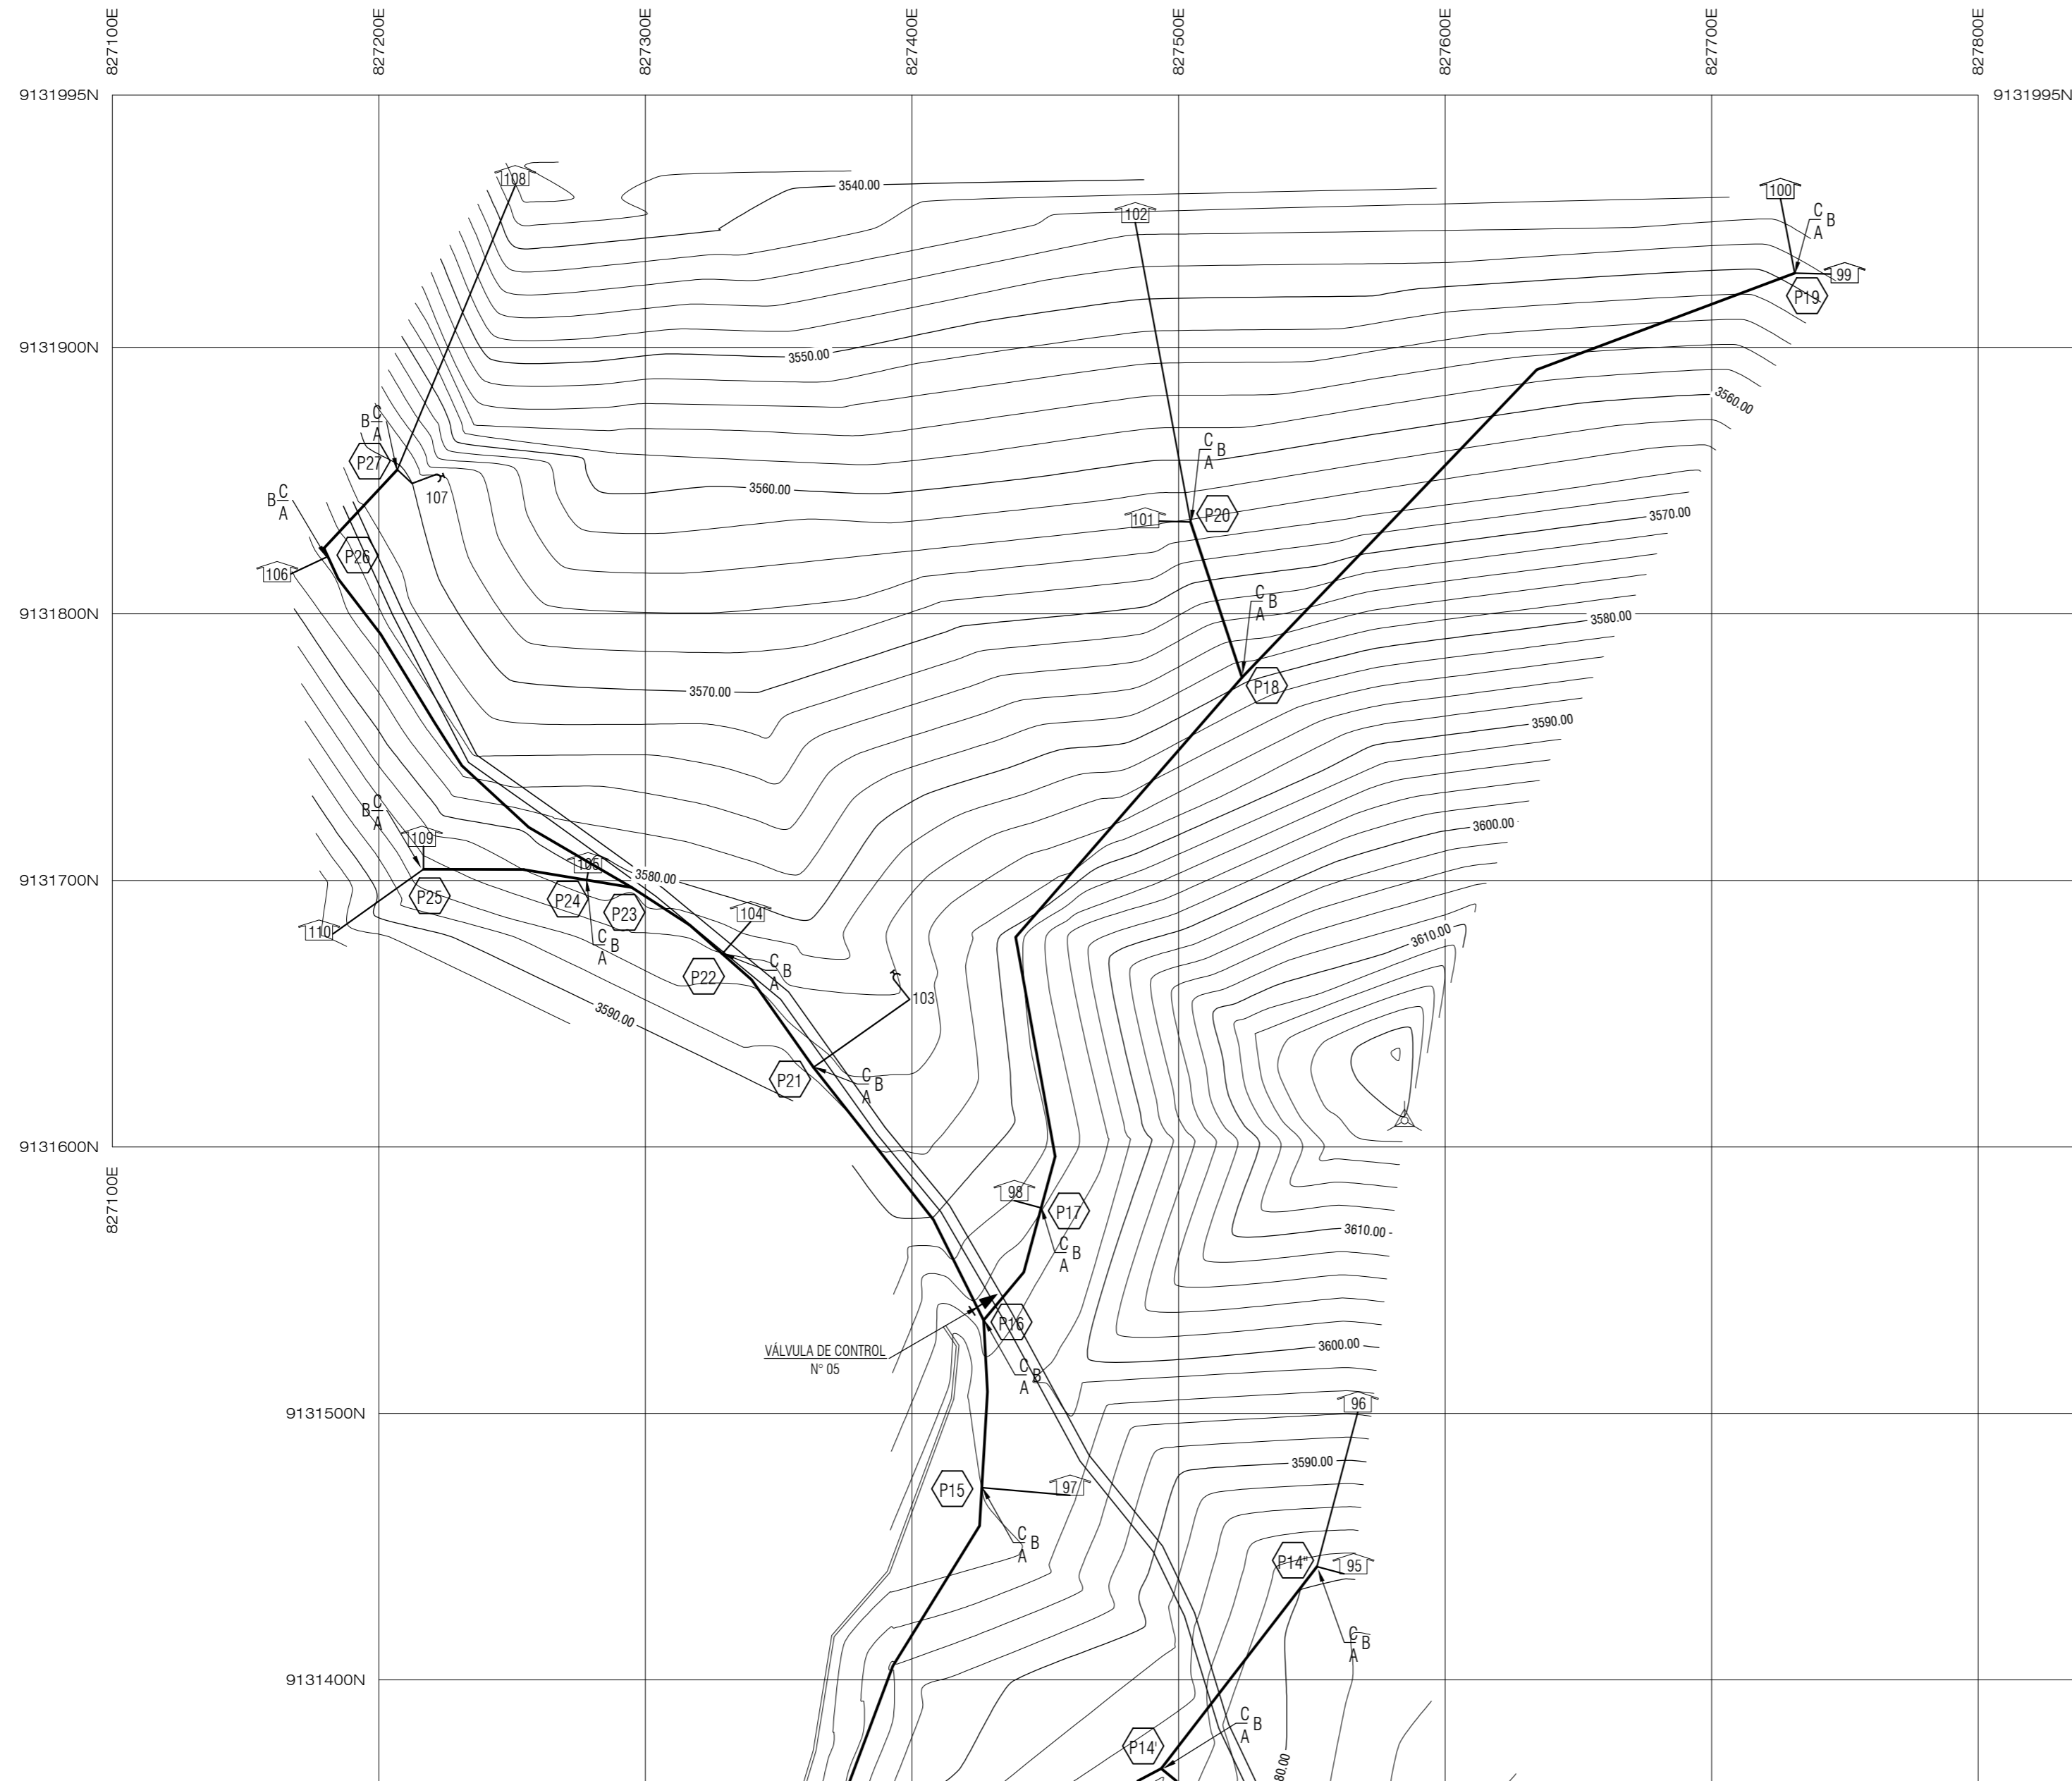 827100E
827200E
827300E
827400E
827500E
827600E
827700E
827800E
9131995N
9131995N
108
3540.00
102
100
C
B
A
99
P19
9131900N
3550.00
3560.00
C
B
A
P27
107
C
B
A
3560.00
101
P20
3570.00
C
B
A
P26
106
9131800N
C
B
A
3580.00
P18
3570.00
3590.00
C
B
A
109
3600.00
105
3580.00
9131700N
P25
P24
P23
104
110
C
B
A
P22
C
B
A
3610.00
103
3590.00
P21
C
B
A
9131600N
827100E
98
P17
C
B
A
3610.00
P16
VÁLVULA DE CONTROL
N° 05
3600.00
C
B
A
96
9131500N
3590.00
P15
97
C
B
A
P14"
95
C
B
A
9131400N
C
B
A
P14'
80.00